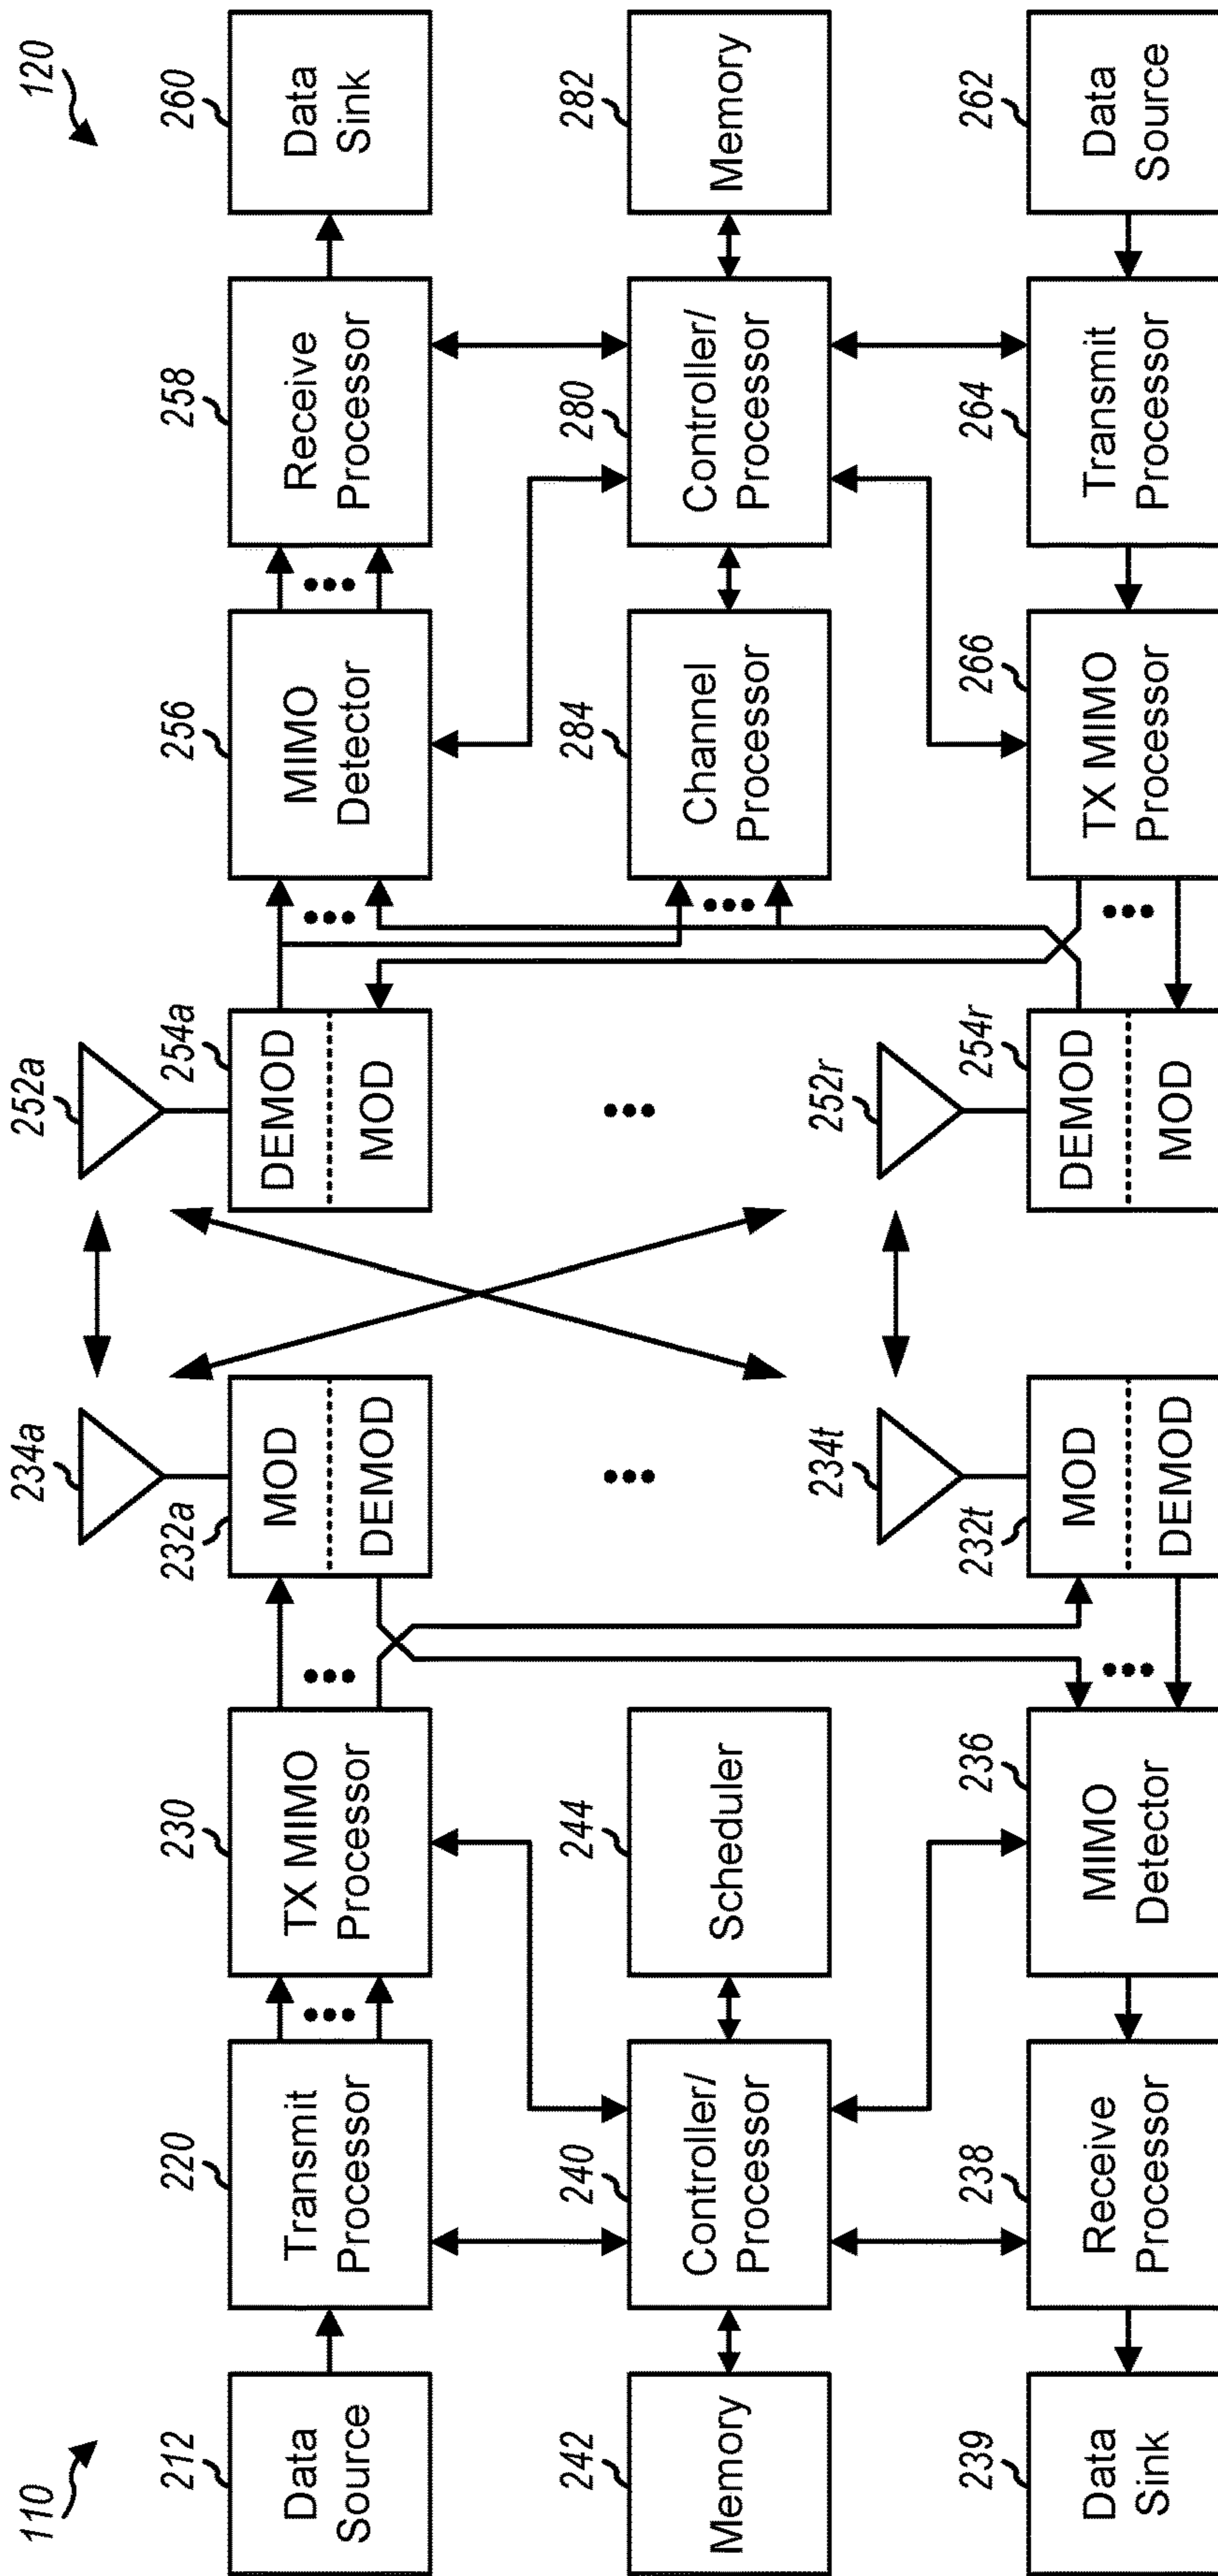 110
120
234a
252a
212
220
230
232a
254a
256
258
260
Data
Source
Transmit
Processor
TX MIMO
Processor
MOD
DEMOD
DEMOD
MOD
MIMO
Detector
Receive
Processor
Data
Sink
242
240
244
284
280
282
Memory
Controller/
Processor
Scheduler
Channel
Processor
Controller/
Processor
Memory
234t
252r
239
238
236
232t
254r
266
264
262
Data
Sink
Receive
Processor
MIMO
Detector
MOD
DEMOD
DEMOD
MOD
TX MIMO
Processor
Transmit
Processor
Data
Source